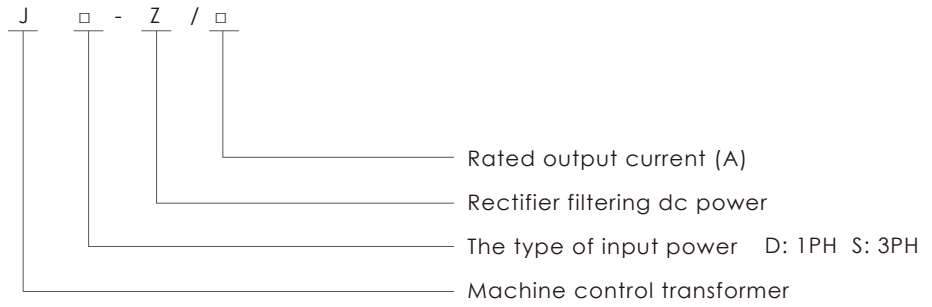 J □ - Z / □
Rated output current (A)
Rectifier filtering dc power
The type of input power D: 1PH S: 3PH
Machine control transformer